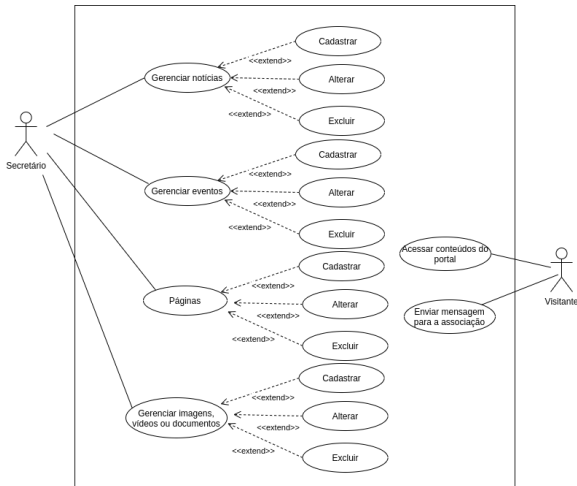 Cadastrar
<<extend>>
Gerenciar notícias
Alterar
<<extend>>
<<extend>>
Excluir
Secretário
Cadastrar
<<extend>>
Gerenciar eventos
Alterar
<<extend>>
<<extend>>
Excluir
Acessar conteúdos do
portal
Cadastrar
<<extend>>
Visitante
Páginas
Alterar
Enviar mensagem
para a associação
<<extend>>
<<extend>>
Excluir
Cadastrar
<<extend>>
Gerenciar imagens,
vídeos ou documentos
Alterar
<<extend>>
<<extend>>
Excluir